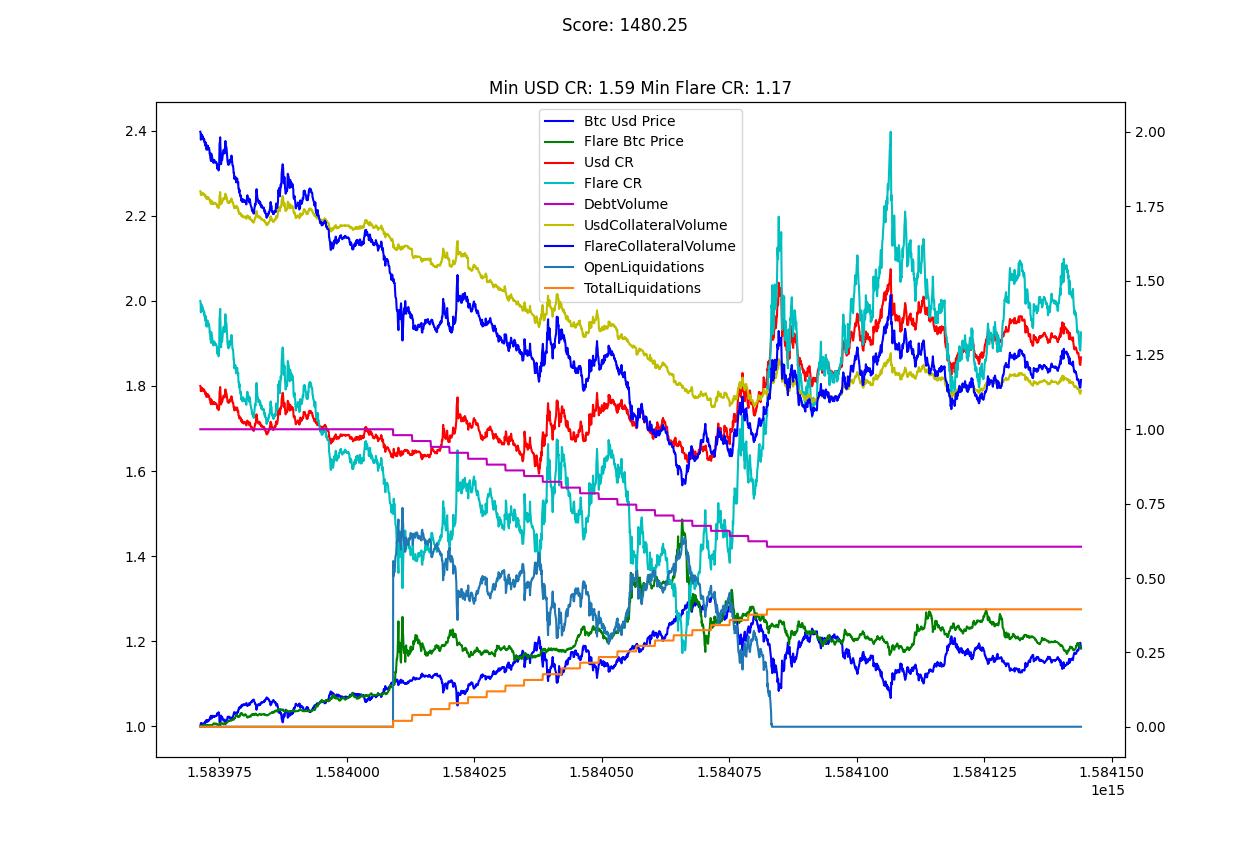 Score: 1480.25
Min USD CR: 1.59 Min Flare CR: 1.17
Btc Usd Price
Flare Btc Price
Usd CR
Flare CR
DebtVolume
UsdCollateralVolume
FlareCollateralVolume
OpenLiquidations
TotalLiquidations
2.4
2.2
2.0
1.8
1.6
1.4
1.2
1.0
2.00
1.75
1.50
1.25
1.00
0.75
0.50
0.25
0.00
1.583975 1.584000 1.584025 1.584050 1.584075 1.584100 1.584125 1.584150
1e15